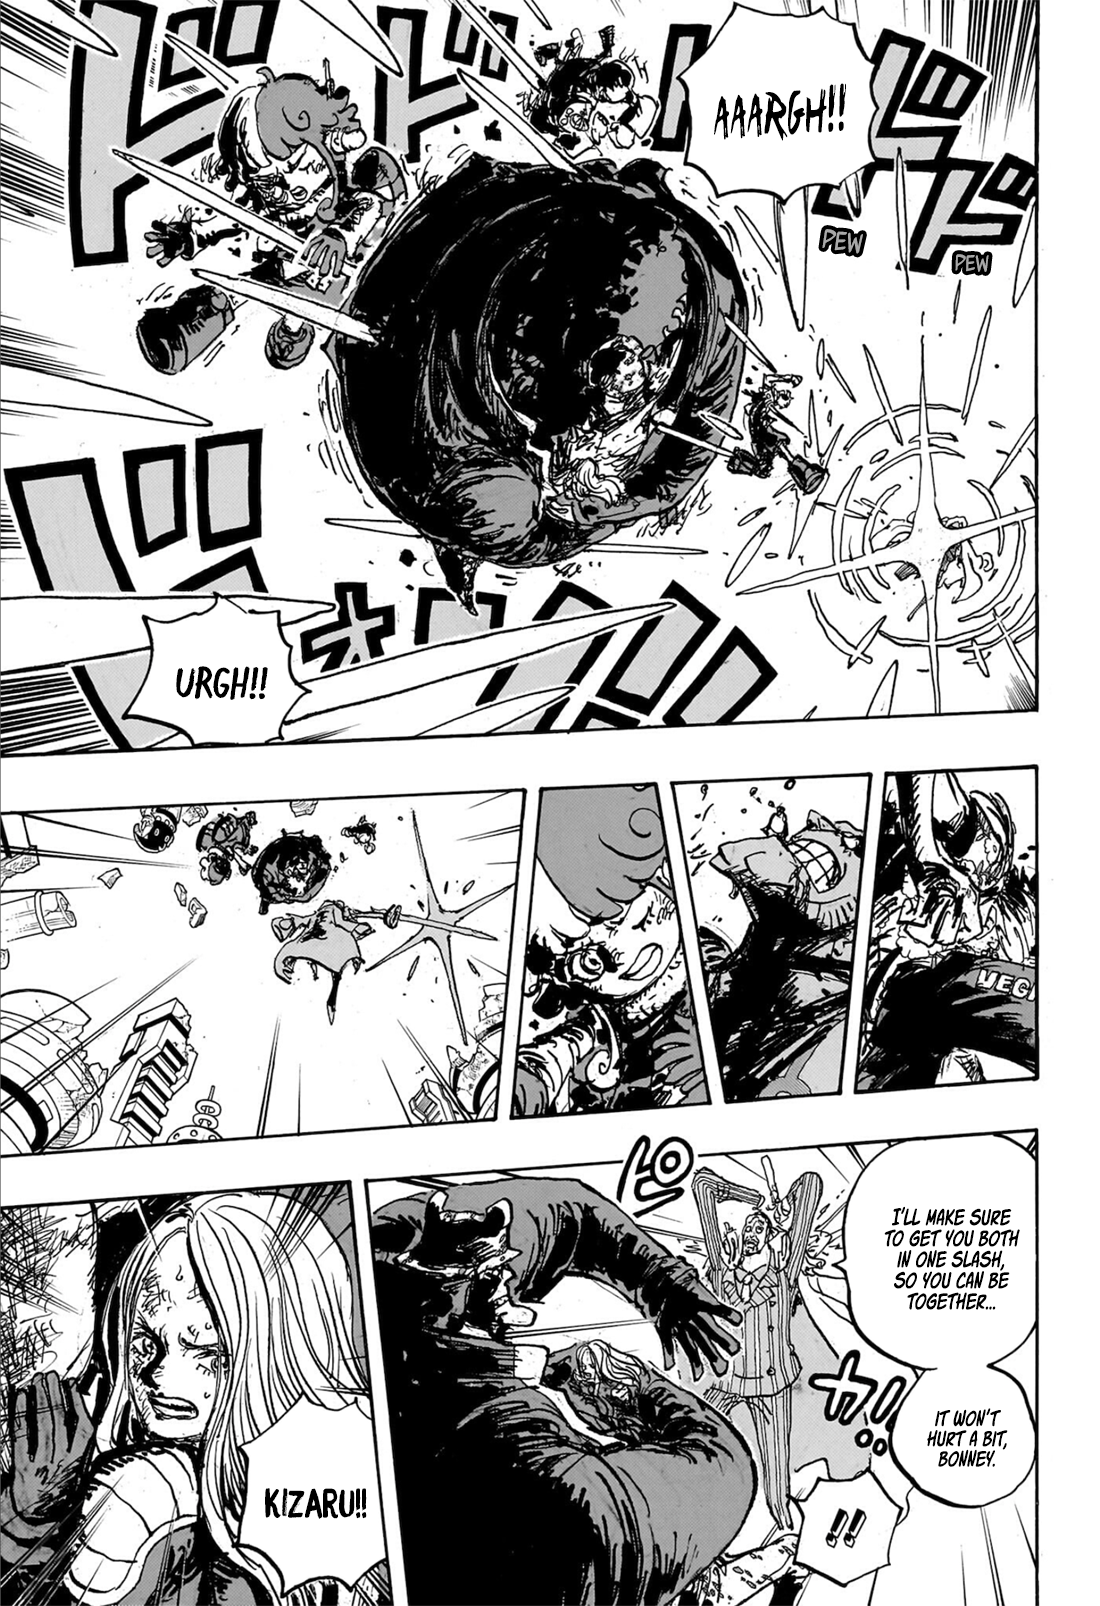 AAARGH!!
PEW
PEW
URGH!!
VEGA
I'LL MAKE SURE
TO GET YOU BOTH
IN ONE SLASH,
SO YOU CAN BE
TOGETHER...
IT WON'T
HURT A BIT,
BONNEY.
!!
KIZARU!!